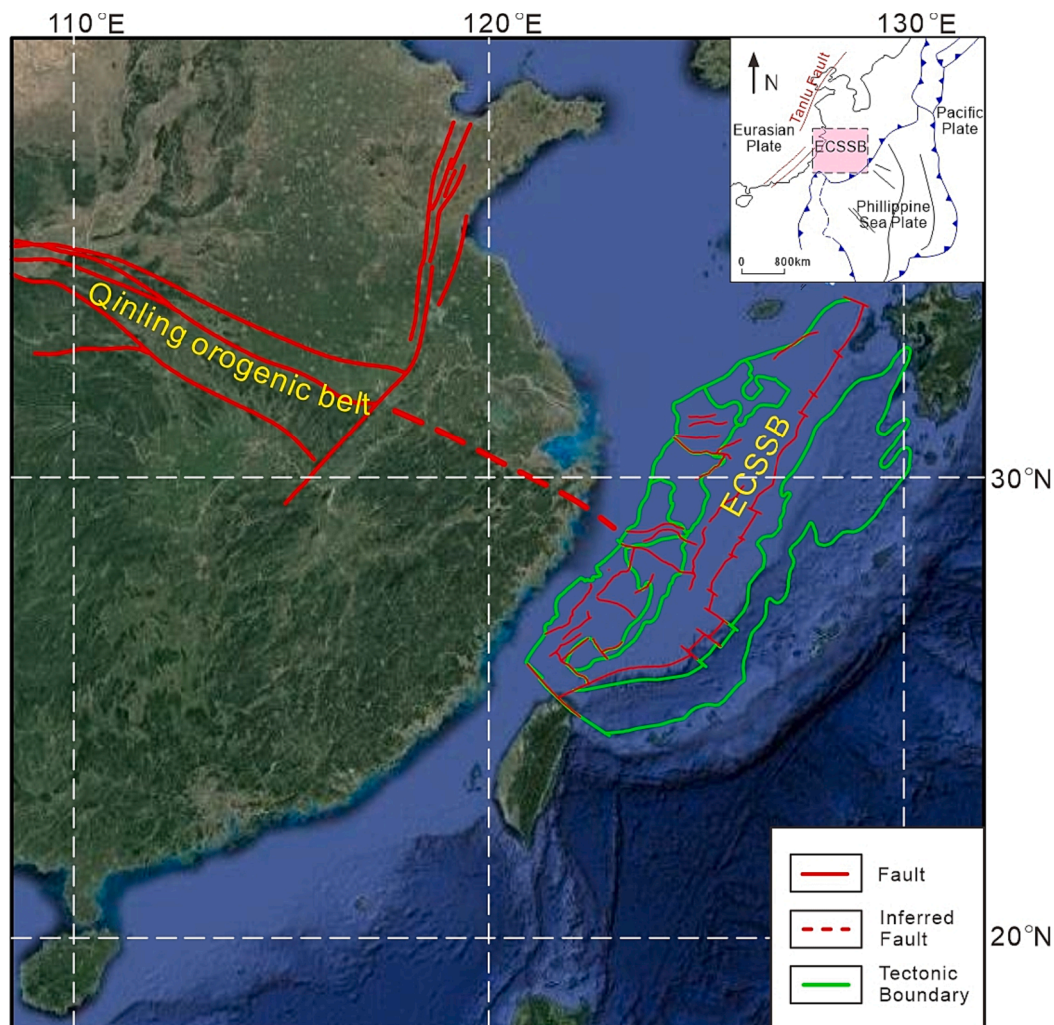 110°E
120°E
130°E
N
Tanlu Fault
Eurasian
Plate
ECSSB
Pacific
Plate
Phillippine
Sea Plate
0
800km
Qinling orogenic belt
ECSSB
30°N
20°N
Fault
Inferred
Fault
Tectonic
Boundary